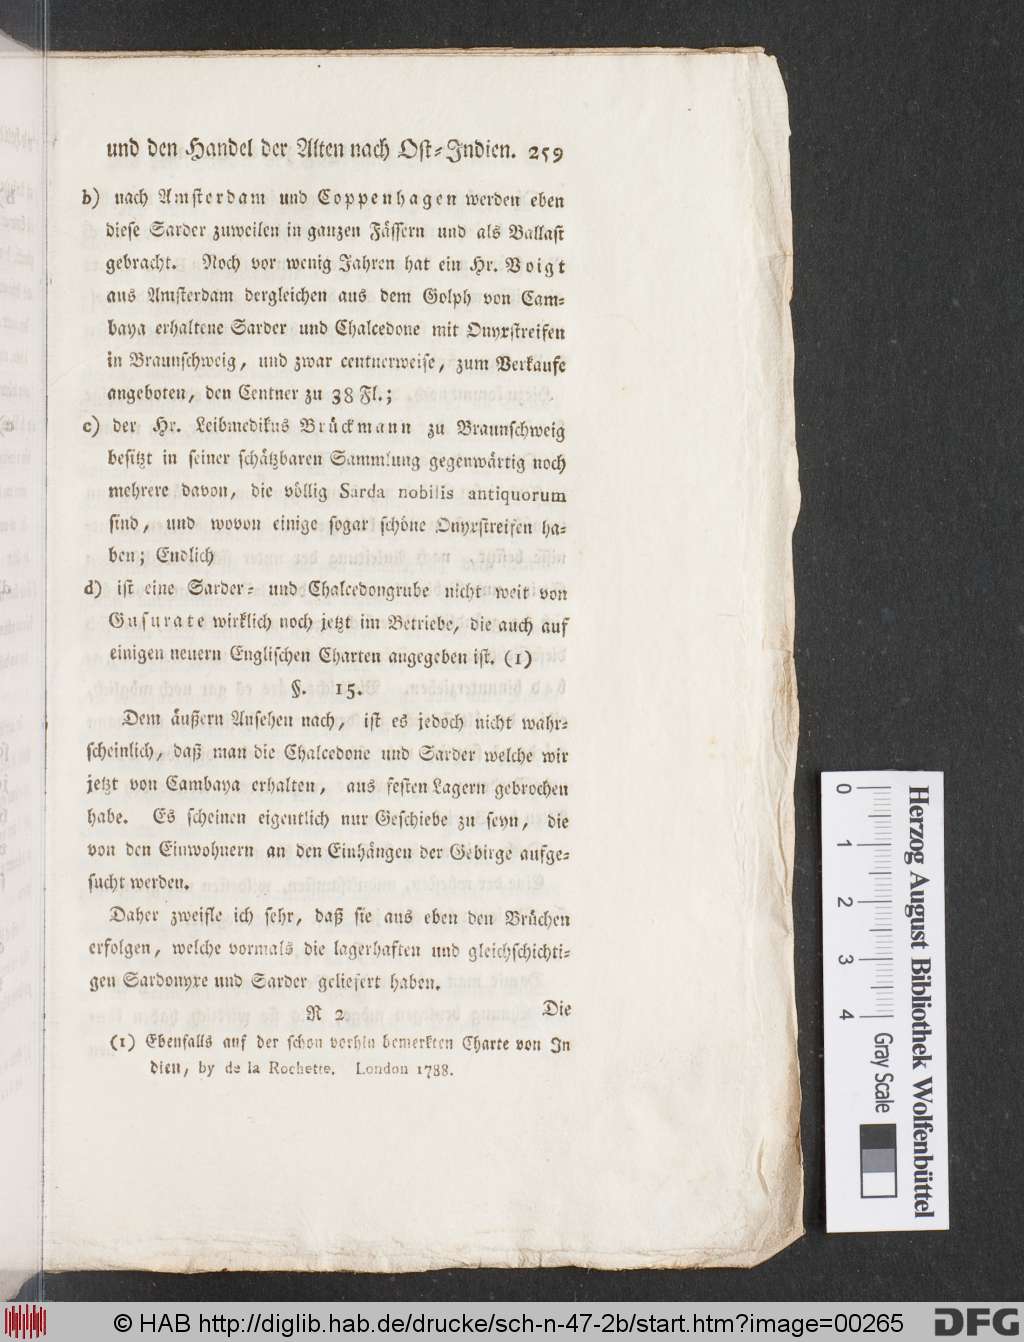 und den Handel der Alten nach Ost-Indien. 259
b) nach Amsterdam und Coppenhagen werden eben
diese Sarder zuweilen in ganzen Fässern und als Ballast
gebracht. Noch vor wenig Jahren hat ein Hr. Voigt
aus Amsterdam dergleichen aus dem Golph von Cam-
baya erhaltene Sarder und Chalcedone mit Onyxstreifen
in Braunschweig, und zwar centnerweise, zum Verkaufe
angeboten, den Centner zu 38 Fl.;
c) der Hr. Leibmedikus Brückmann zu Braunschweig
besitzt in seiner schätzbaren Sammlung gegenwärtig noch
mehrere davon, die völlig Sarda nobilis antiquorum
sind, und wovon einige sogar schöne Onyxstreifen ha-
ben; Endlich
d) ist eine Sarder- und Chalcedongrube nicht weit von
Gusurate wirklich noch jetzt im Betriebe, die auch auf
einigen neuern Englischen Charten angegeben ist. (1)
§. 15.
Dem äußern Ansehen nach, ist es jedoch nicht wahr-
scheinlich, daß man die Chalcedone und Sarder welche wir
jetzt von Cambaya erhalten, aus festen Lagern gebrochen
habe. Es scheinen eigentlich nur Geschiebe zu seyn, die
von den Einwohnern an den Einhängen der Gebirge aufge-
sucht werden.
Daher zweifle ich sehr, daß sie aus eben den Brüchen
erfolgen, welche vormals die lagerhaften und gleichschichti-
gen Sardonyxe und Sarder geliefert haben.
R 2 Die
(1) Ebenfalls auf der schon vorhin bemerkten Charte von In
dien, by de la Rochette. London 1788.
0 1 2 3 4 Gray Scale
Herzog August Bibliothek Wolfenbüttel
© HAB http://diglib.hab.de/drucke/sch-n-47-2b/start.htm?image=00265
DFG